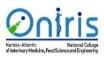 Oniris
Nantes-Atlantic National College
of Veterinary Medicine, Food Science and Engineering